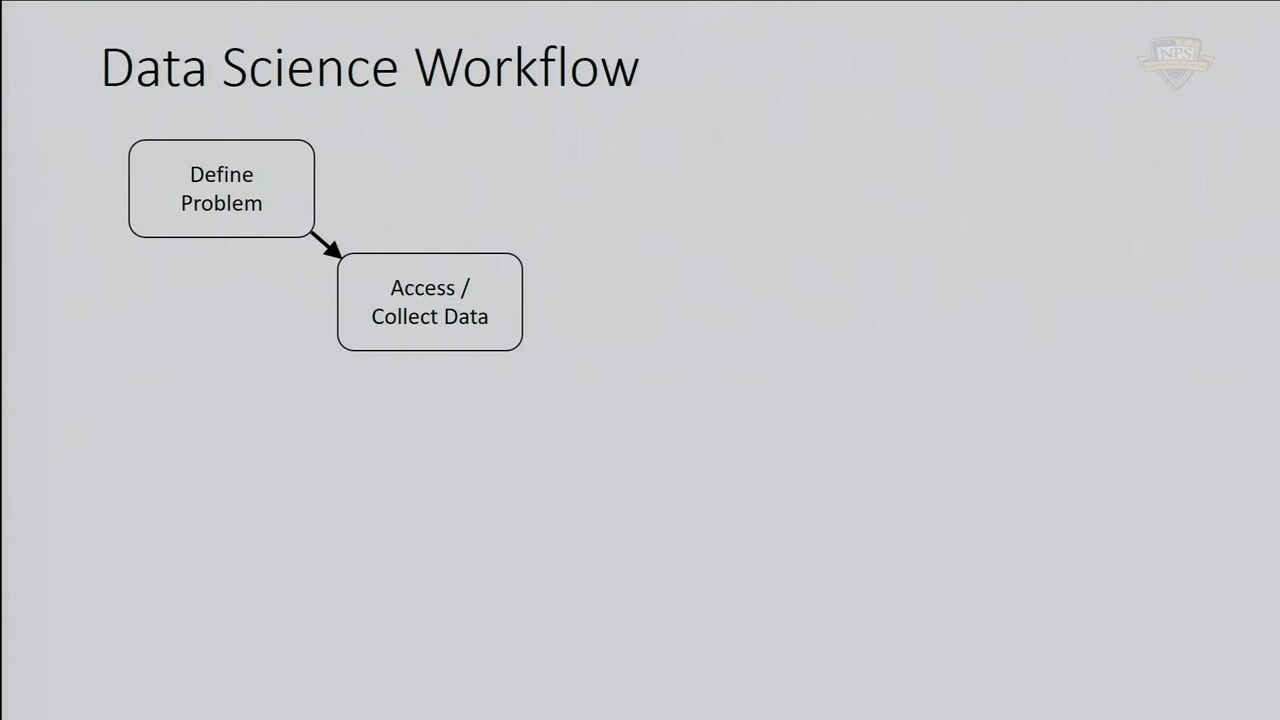 Data Science Workflow
NPS
Define
Problem
Access /
Collect Data